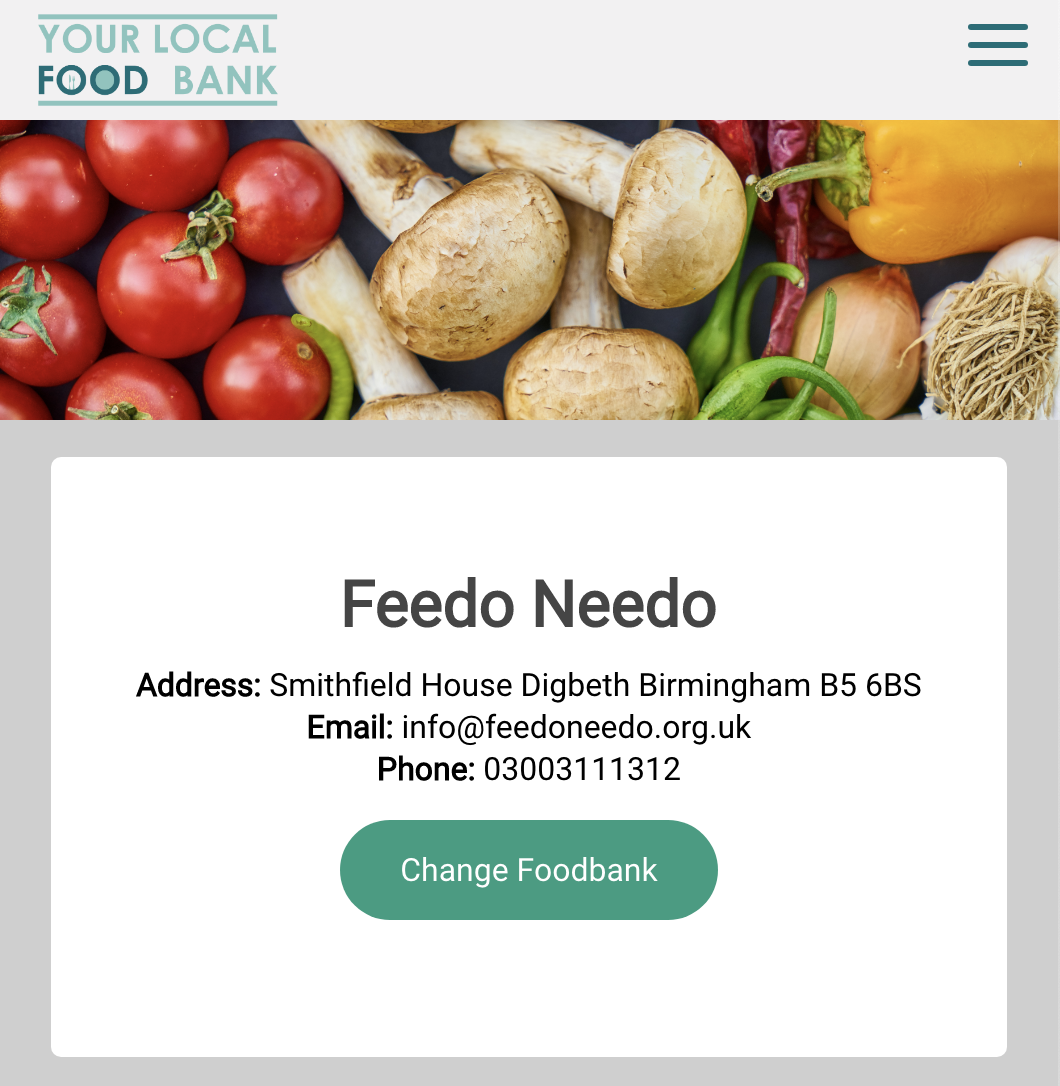 YOUR LOCAL
FOOD BANK
Feedo Needo
Address: Smithfield House Digbeth Birmingham B5 6BS
Email: info@feedoneedo.org.uk
Phone: 03003111312
Change Foodbank